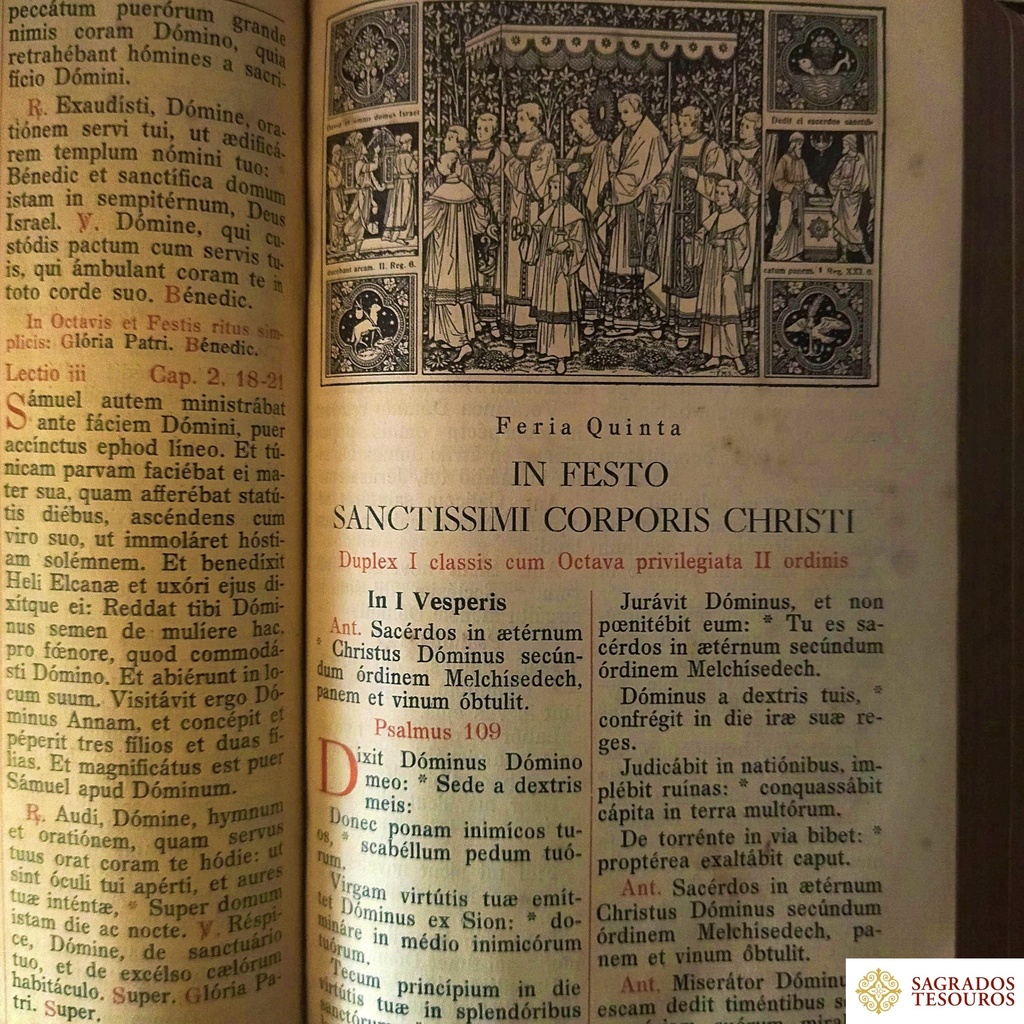 peccátum puerórum grande
nimis coram Dómino, quia
retrahébant hómines a sacri-
fício Dómini.
℟. Exaudísti, Dómine, ora-
tiónem servi tui, ut ædificá-
rem templum nómini tuo: *
Bénedic et sanctífica domum
istam in sempitérnum, Deus
Israel. ℣. Dómine, qui cu-
stódis pactum cum servis tu-
is, qui ámbulant coram te in
toto corde suo. Bénedic.
In Octavis et Festis ritus sim-
plicis: Glória Patri. Bénedic.
Lectio iii Cap. 2, 18-21
Sámuel autem ministrábat
ante fáciem Dómini, puer
accínctus ephod líneo. Et tú-
nicam parvam faciébat ei ma-
ter sua, quam afferébat statú-
tis diébus, ascéndens cum
viro suo, ut immoláret hósti-
am solémnem. Et benedíxit
Heli Elcanæ et uxóri ejus di-
xítque ei: Reddat tibi Dómi-
nus semen de mulíere hac,
pro fœ́nore, quod commodá-
sti Dómino. Et abiérunt in lo-
cum suum. Visitávit ergo Dó-
minus Annam, et concépit et
péperit tres fílios et duas fí-
lias. Et magnificátus est puer
Sámuel apud Dóminum.
℟. Audi, Dómine, hymnum
et oratiónem, quam servus
tuus orat coram te hódie: ut
sint óculi tui apérti, et aures
tuæ inténtæ, * Super domum
istam die ac nocte. ℣. Réspi-
ce, Dómine, de sanctuário
tuo, et de excélso cælórum
habitáculo. Super. Glória Pa-
tri. Super.
omnis domus Israel
ducebant arcam. II. Reg. 6.
Dedit ei sacerdos sanctifi-
catum panem. I Reg. XXI. 6.
Feria Quinta
IN FESTO
SANCTISSIMI CORPORIS CHRISTI
Duplex I classis cum Octava privilegiata II ordinis
In I Vesperis
Ant. Sacérdos in ætérnum
* Christus Dóminus secún-
dum órdinem Melchísedech,
panem et vinum óbtulit.
Psalmus 109
Dixit Dóminus Dómino
meo: * Sede a dextris
meis:
Donec ponam inimícos tu-
os, * scabéllum pedum tuó-
rum.
Virgam virtútis tuæ emít-
tet Dóminus ex Sion: * do-
mináre in médio inimicórum
tuórum.
Tecum princípium in die
virtútis tuæ in splendóribus
sanctórum:
Jurávit Dóminus, et non
pœnitébit eum: * Tu es sa-
cérdos in ætérnum secúndum
órdinem Melchísedech.
Dóminus a dextris tuis, *
confrégit in die iræ suæ re-
ges.
Judicábit in natiónibus, im-
plébit ruínas: * conquassábit
cápita in terra multórum.
De torrénte in via bibet: *
proptérea exaltábit caput.
Ant. Sacérdos in ætérnum
Christus Dóminus secúndum
órdinem Melchísedech, pa-
nem et vinum óbtulit.
Ant. Miserátor Dóminus
escam dedit timéntibus
SAGRADOS
TESOUROS